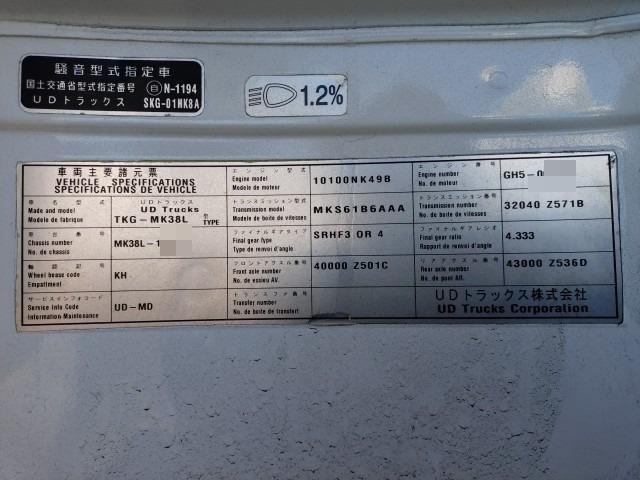 騒音型式指定車
国土交通省型式指定番号 自 N-1194
UDトラックス SKG-01MK8A
1.2%
車両主要諸元票
VEHICLE SPECIFICATIONS
SPECIFICATIONS DE VEHICLE
車名型式
Made and model
Modele de fabrique
UDトラックス
UD Trucks
TKG-MK38L
型式
TYPE
車台番号
Chassis number
No. de chassis
MK38L-1
軸距記号
Wheel bese code
Empattment
KH
サービスインフォコード
Service Info Code
Information Maintenance
UD-MD
エンジン型式
Engine model
Modele de moteur
10100NK49B
トランスミッション型式
Transmission model
Modele de boite de vitesses
MKS61B6AAA
ファイナルギアタイプ
Final gear type
Type de renvoi d'angle
SRHF3 OR 4
フロントアクスル番号
Front axle number
No. de essieu AV.
40000 Z501C
トランスファ番号
Transfer number
No. de boite de transfert
エンジン番号
Engine number
No. de moteur
GH5-
トランスミッション番号
Transmission number
No. de boite de vitesses
32040 Z571B
ファイナルギアレシオ
Final gear ratio
Rapport de renvoi d'angle
4.333
リアアクスル番号
Rear axle number
No. de pont AR.
43000 Z536D
UDトラックス株式会社
UD Trucks Corporation